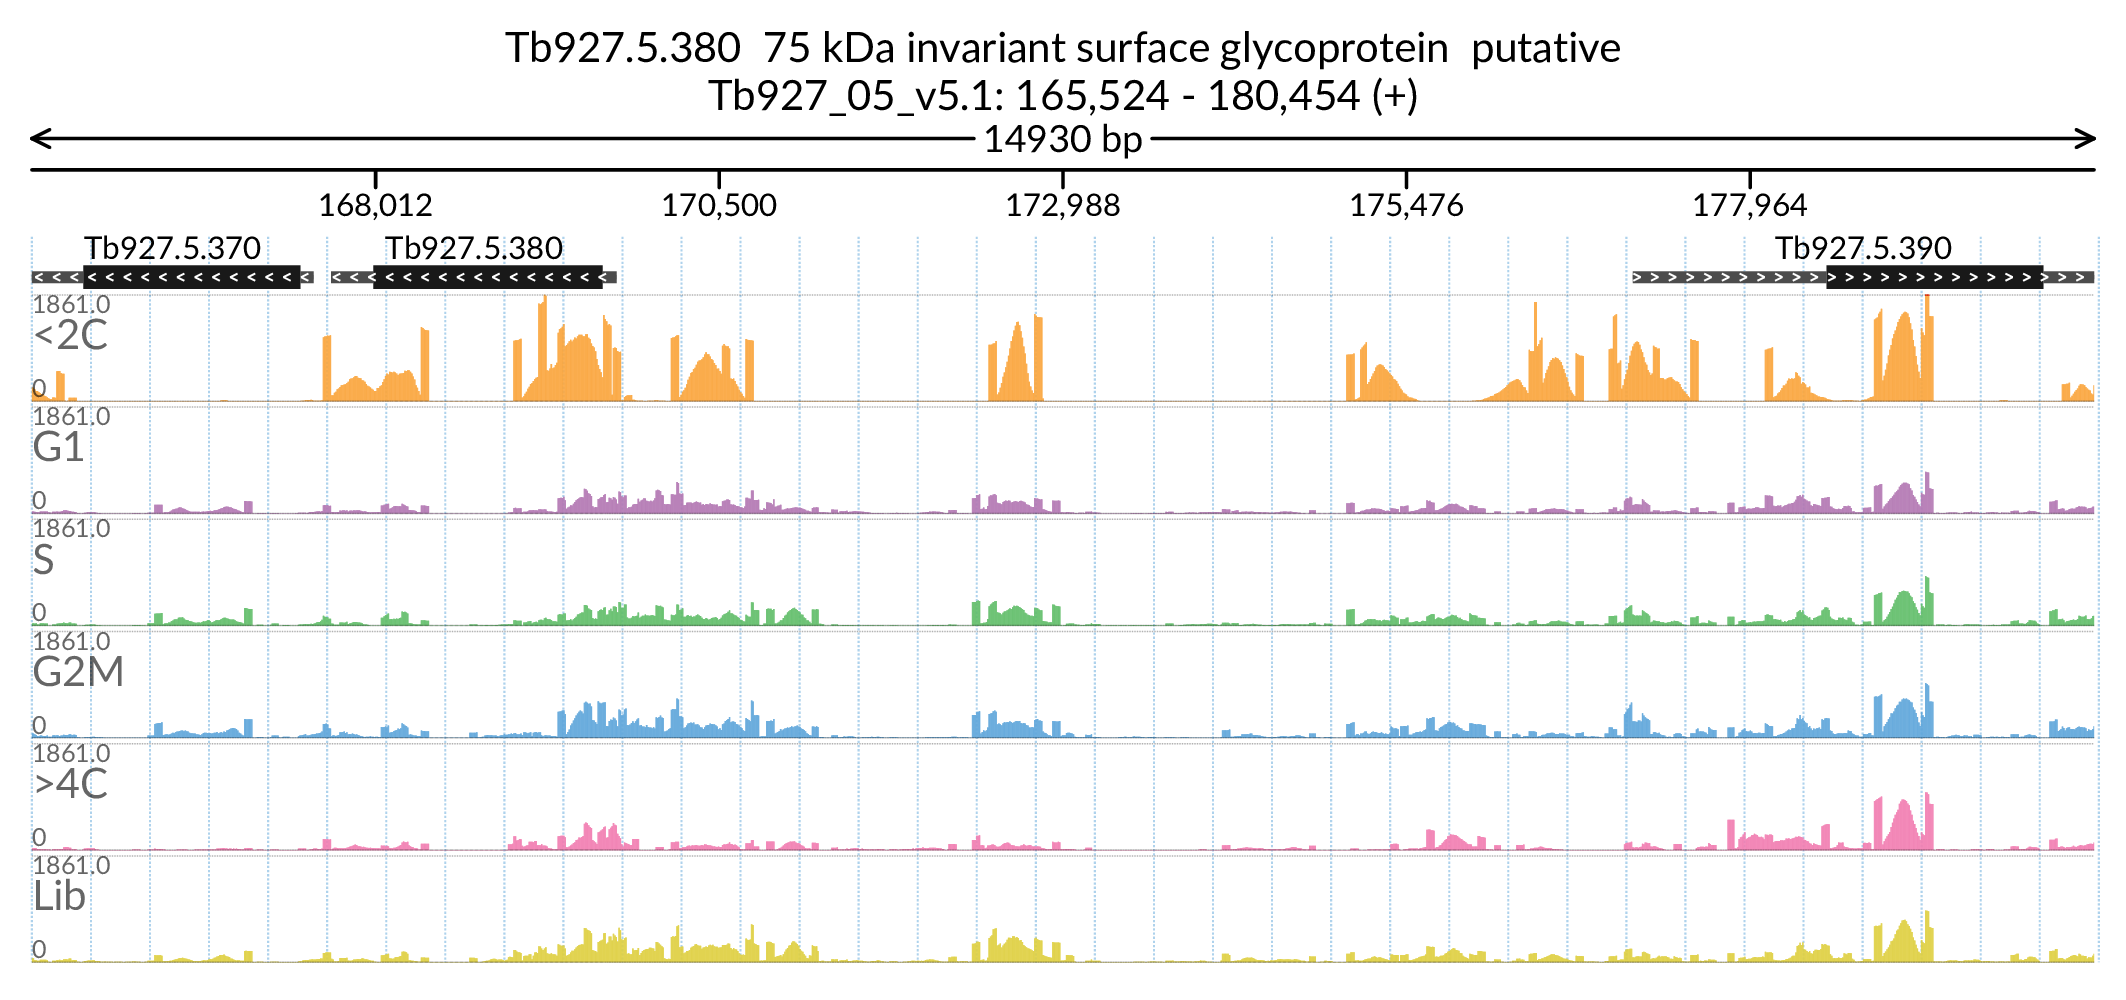 Tb927.5.380  75 kDa invariant surface glycoprotein  putative
Tb927_05_v5.1: 165,524 - 180,454 (+)
14930 bp
168,012 170,500 172,988 175,476 177,964
Tb927.5.370 Tb927.5.380 Tb927.5.390
1861.0
<2C
0
1861.0
G1
0
1861.0
S
0
1861.0
G2M
0
1861.0
>4C
0
1861.0
Lib
0